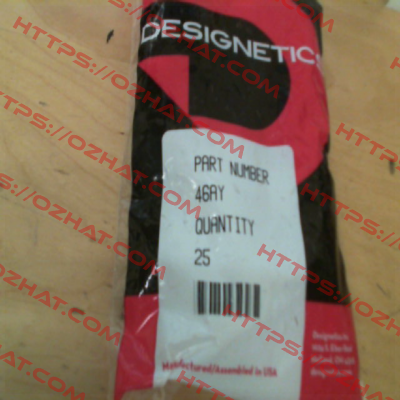 DESIGNETICS
PART NUMBER
46AY
QUANTITY
25
Manufactured/Assembled in USA
HTTPS://OZHAT.COM